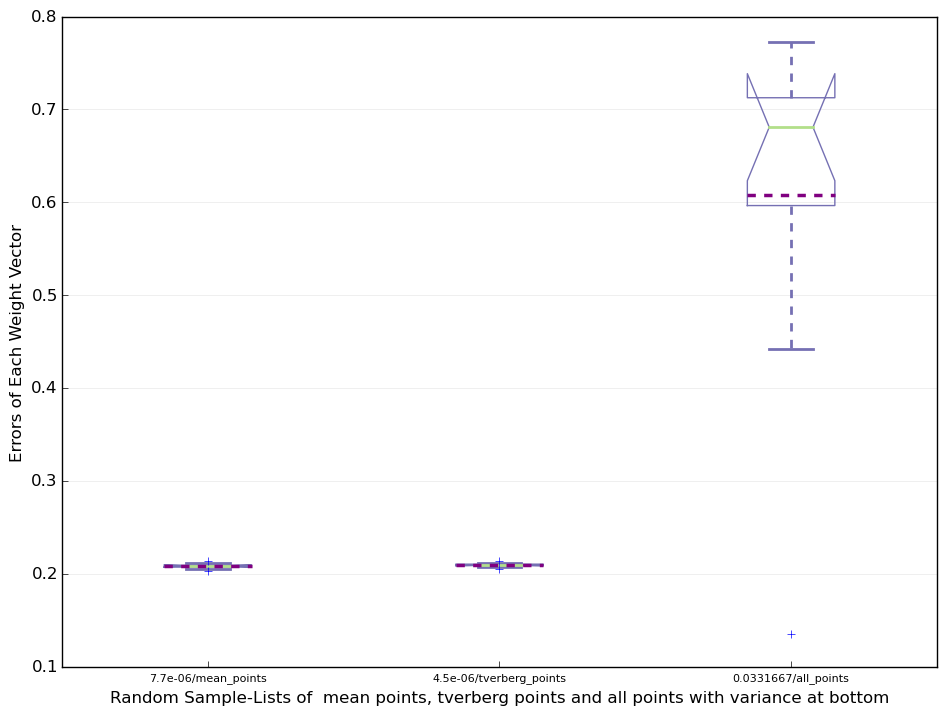 0.8
0.7
0.6
0.5
0.4
0.3
0.2
0.1
Errors of Each Weight Vector
7.7e-06/mean_points
4.5e-06/tverberg_points
0.0331667/all_points
Random Sample-Lists of  mean points, tverberg points and all points with variance at bottom